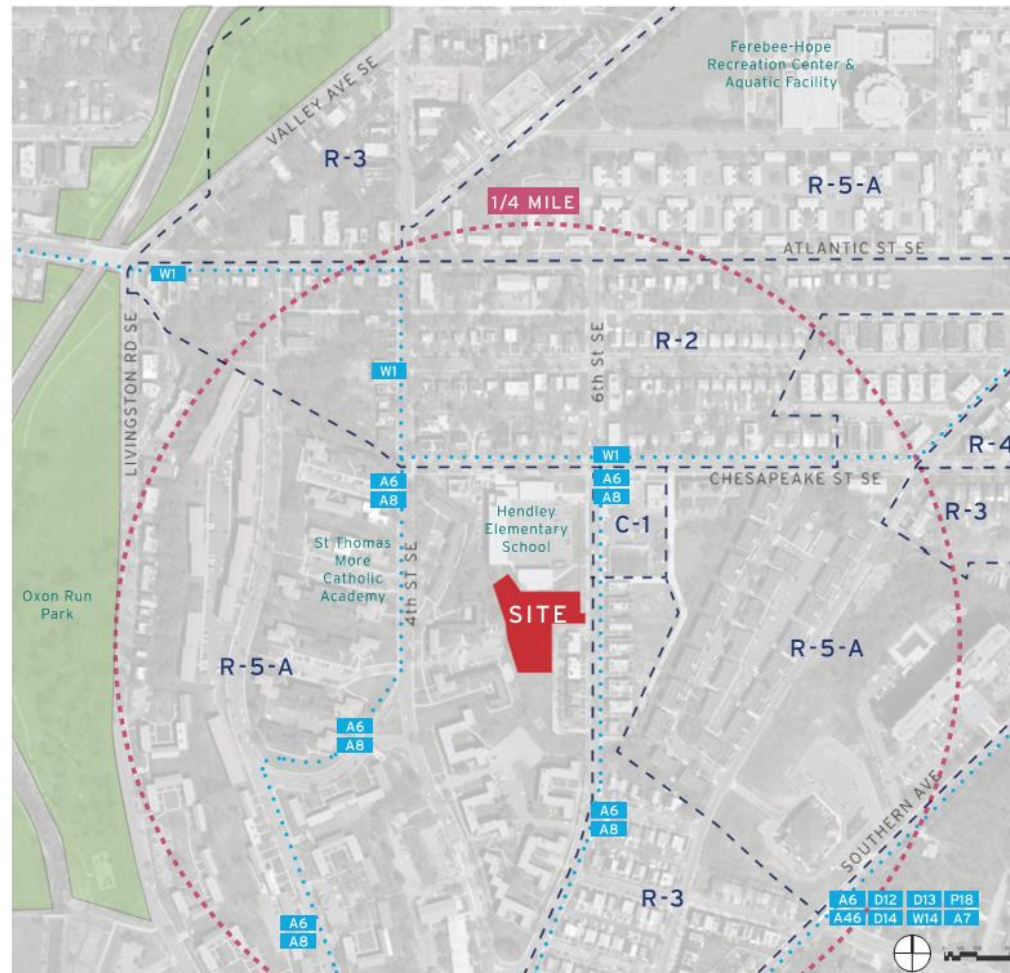 Ferebee-Hope
Recreation Center &
Aquatic Facility
VALLEY AVE SE
R-3
R-5-A
1/4 MILE
ATLANTIC ST SE
W1
LIVINGSTON RD SE
R-2
6th St SE
W1
W1
R-4
A6
A8
A6
A8
CHESAPEAKE ST SE
C-1
R-3
Hendley
Elementary
School
St Thomas
More
Catholic
Academy
4th ST SE
Oxon Run
Park
SITE
R-5-A
R-5-A
A6
A8
A6
A8
SOUTHERN AVE
R-3
A6 D12 D13 P18
A46 D14 W14 A7
A6
A8